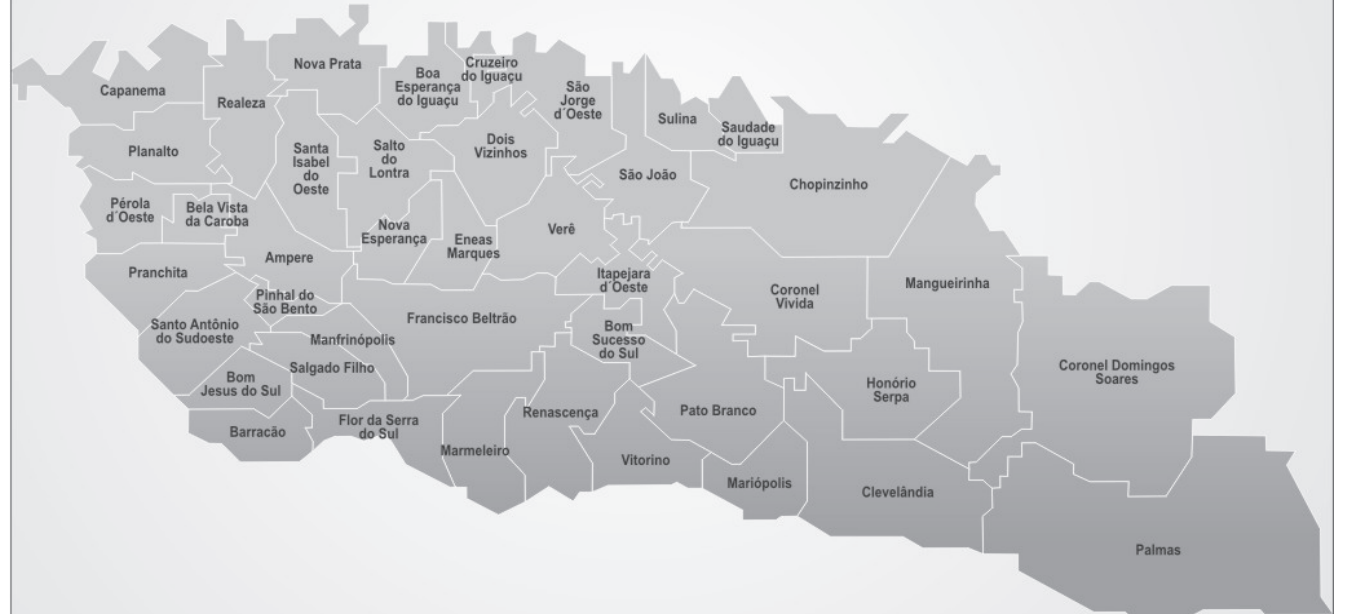 Capanema
Nova Prata
Realeza
Boa
Esperança
do Iguaçu
Cruzeiro
do Iguaçu
São
Jorge
d´Oeste
Sulina
Saudade
do Iguaçu
Planalto
Santa
Isabel
do
Oeste
Salto
do
Lontra
Dois
Vizinhos
São João
Chopinzinho
Pérola
d´Oeste
Bela Vista
da Caroba
Nova
Esperança
Eneas
Marques
Verê
Ampere
Pranchita
Itapejara
d´Oeste
Coronel
Vivida
Mangueirinha
Pinhal do
São Bento
Francisco Beltrão
Santo Antônio
do Sudoeste
Manfrinópolis
Bom
Sucesso
do Sul
Salgado Filho
Bom
Jesus do Sul
Honório
Serpa
Coronel Domingos
Soares
Barracão
Flor da Serra
do Sul
Renascença
Pato Branco
Marmeleiro
Vitorino
Mariópolis
Clevelândia
Palmas